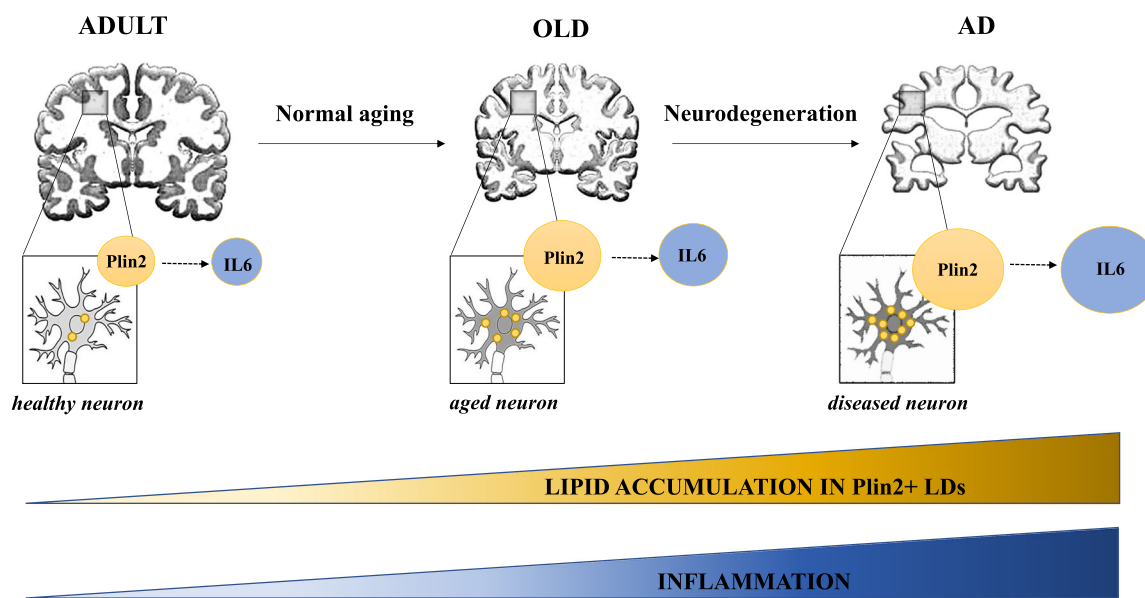 ADULT
OLD
AD
Normal aging
Neurodegeneration
Plin2
IL6
Plin2
IL6
Plin2
IL6
healthy neuron
aged neuron
diseased neuron
LIPID ACCUMULATION IN Plin2+ LDs
INFLAMMATION